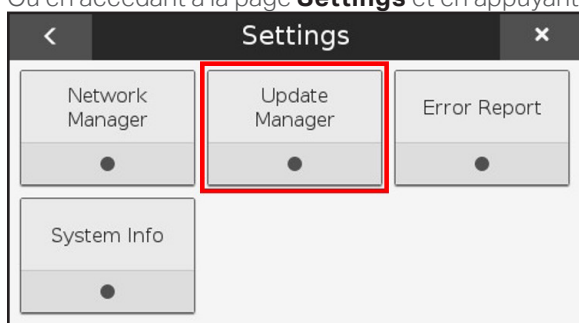 Ou en accédant à la page Settings et en appuyant
< Settings ×
Network Manager
Update Manager
Error Report
System Info